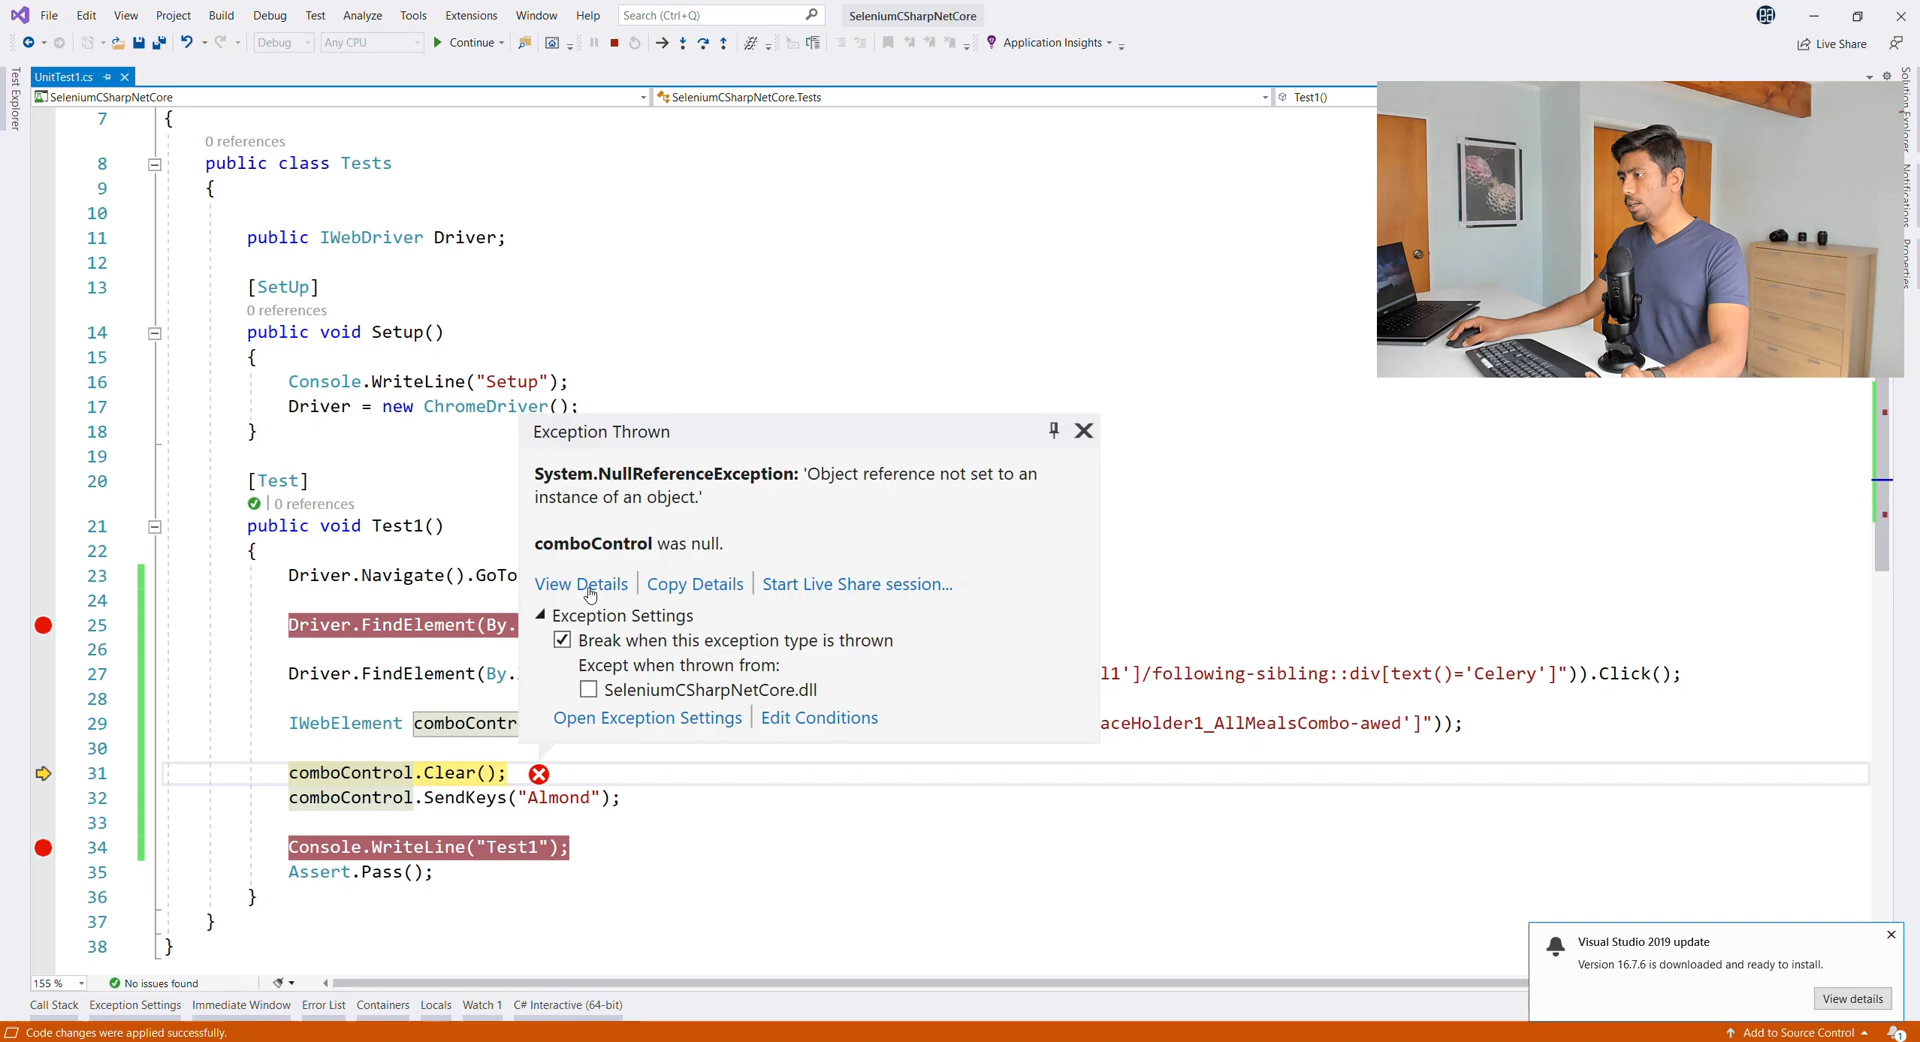 File Edit View Project Build Debug Test Analyze Tools Extensions Window Help Search (Ctrl+Q) SeleniumCSharpNetCore
Debug Any CPU Continue Application Insights Live Share
UnitTest1.cs
SeleniumCSharpNetCore SeleniumCSharpNetCore.Tests Test1()
Test Explorer
Solution Explorer
Notifications
Properties
7 {
0 references
8 public class Tests
9 {
10
11 public IWebDriver Driver;
12
13 [SetUp]
0 references
14 public void Setup()
15 {
16 Console.WriteLine("Setup");
17 Driver = new ChromeDriver();
18 }
19
20 [Test]
0 references
21 public void Test1()
22 {
23 Driver.Navigate().GoTo
24
25 Driver.FindElement(By.
26
27 Driver.FindElement(By. l1']/following-sibling::div[text()='Celery']")).Click();
28
29 IWebElement comboContr aceHolder1_AllMealsCombo-awed']"));
30
31 comboControl.Clear();
32 comboControl.SendKeys("Almond");
33
34 Console.WriteLine("Test1");
35 Assert.Pass();
36 }
37 }
38 }
Exception Thrown
System.NullReferenceException: 'Object reference not set to an
instance of an object.'
comboControl was null.
View Details Copy Details Start Live Share session...
Exception Settings
Break when this exception type is thrown
Except when thrown from:
SeleniumCSharpNetCore.dll
Open Exception Settings Edit Conditions
Visual Studio 2019 update
Version 16.7.6 is downloaded and ready to install.
View details
155 % No issues found
Call Stack Exception Settings Immediate Window Error List Containers Locals Watch 1 C# Interactive (64-bit)
Code changes were applied successfully. Add to Source Control 1